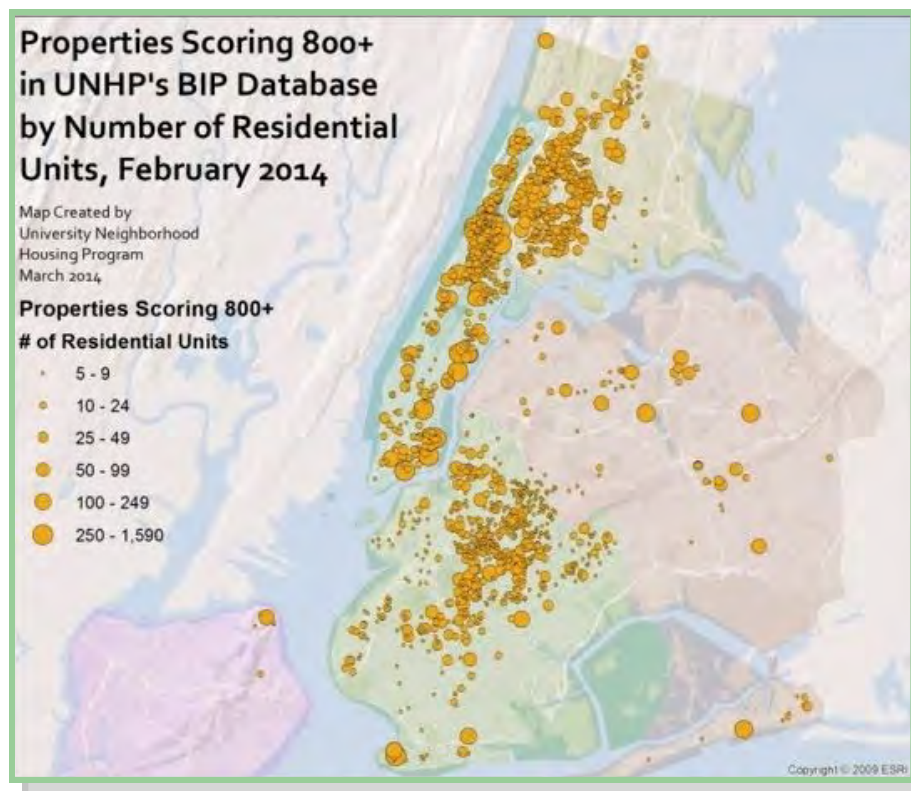 Properties Scoring 800+
in UNHP's BIP Database
by Number of Residential
Units, February 2014
Map Created by
University Neighborhood
Housing Program
March 2014
Properties Scoring 800+
# of Residential Units
5 - 9
10 - 24
25 - 49
50 - 99
100 - 249
250 - 1,590
Copyright © 2009 ESRI